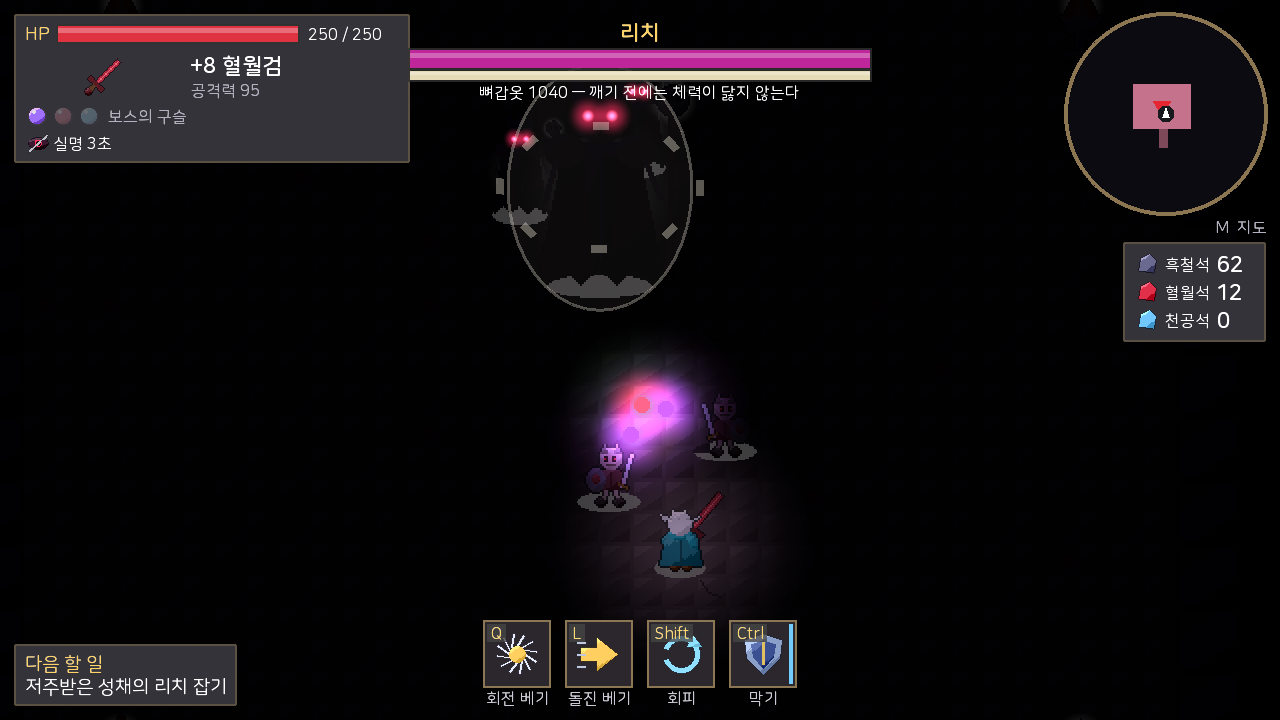 HP 250 / 250
+8 혈월검
공격력 95
보스의 구슬
실명 3초
리치
뼈갑옷 1040 — 깨기 전에는 체력이 닳지 않는다
M 지도
흑철석 62
혈월석 12
천공석 0
다음 할 일
저주받은 성채의 리치 잡기
Q L Shift Ctrl
회전 베기 돌진 베기 회피 막기